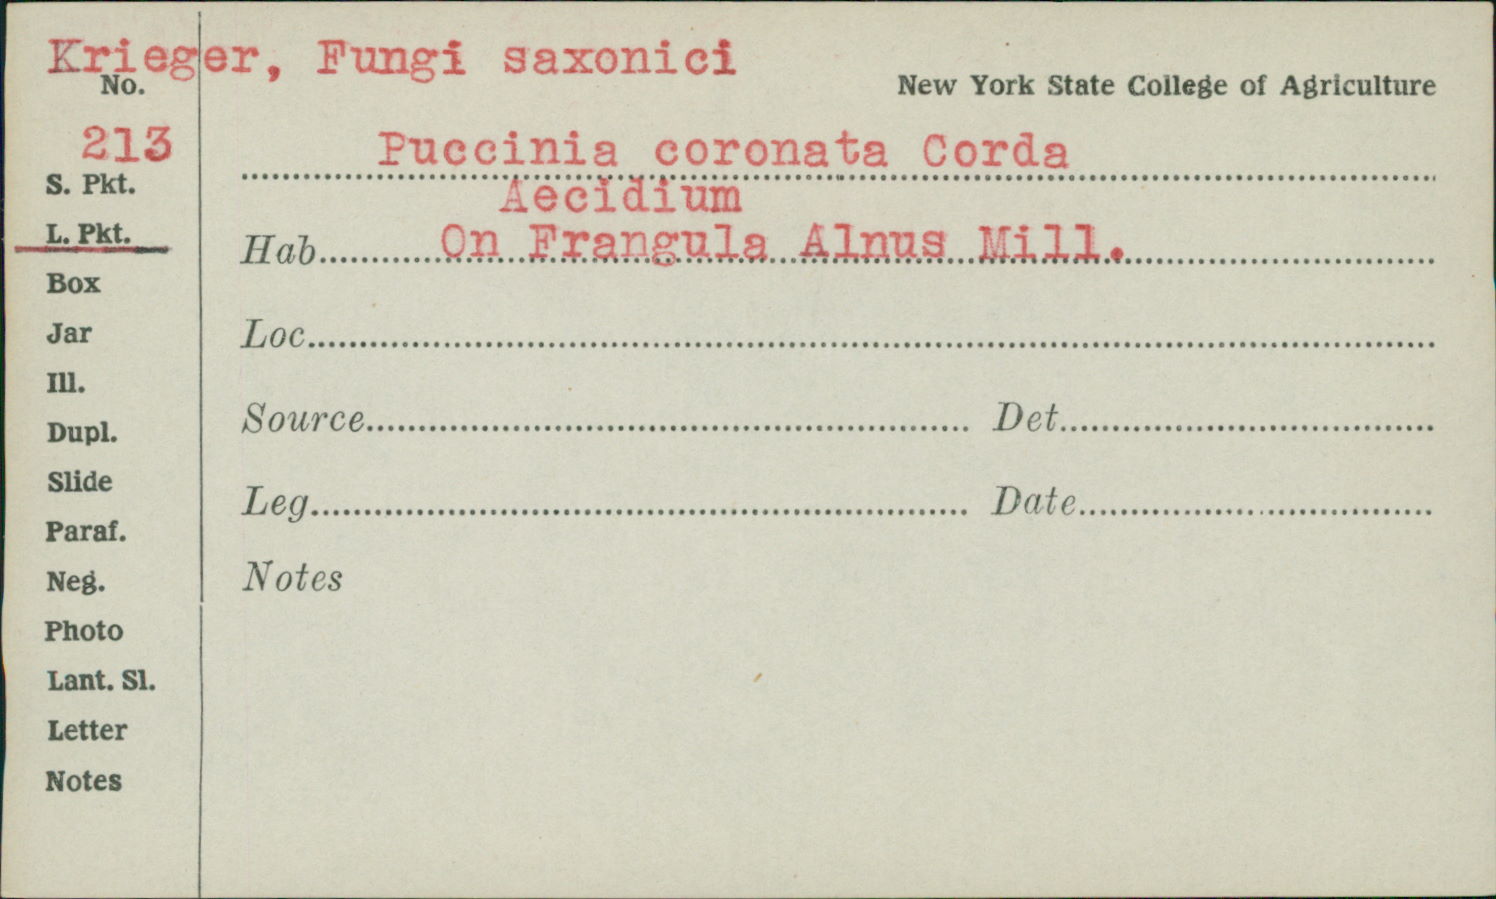 Krieger, Fungi saxonici
No.
New York State College of Agriculture
213
Puccinia coronata Corda
S. Pkt.
Aecidium
L. Pkt.
Hab. On Frangula Alnus Mill.
Box
Jar
Loc.
Ill.
Dupl.
Source Det.
Slide
Leg. Date
Paraf.
Neg.
Notes
Photo
Lant. Sl.
Letter
Notes